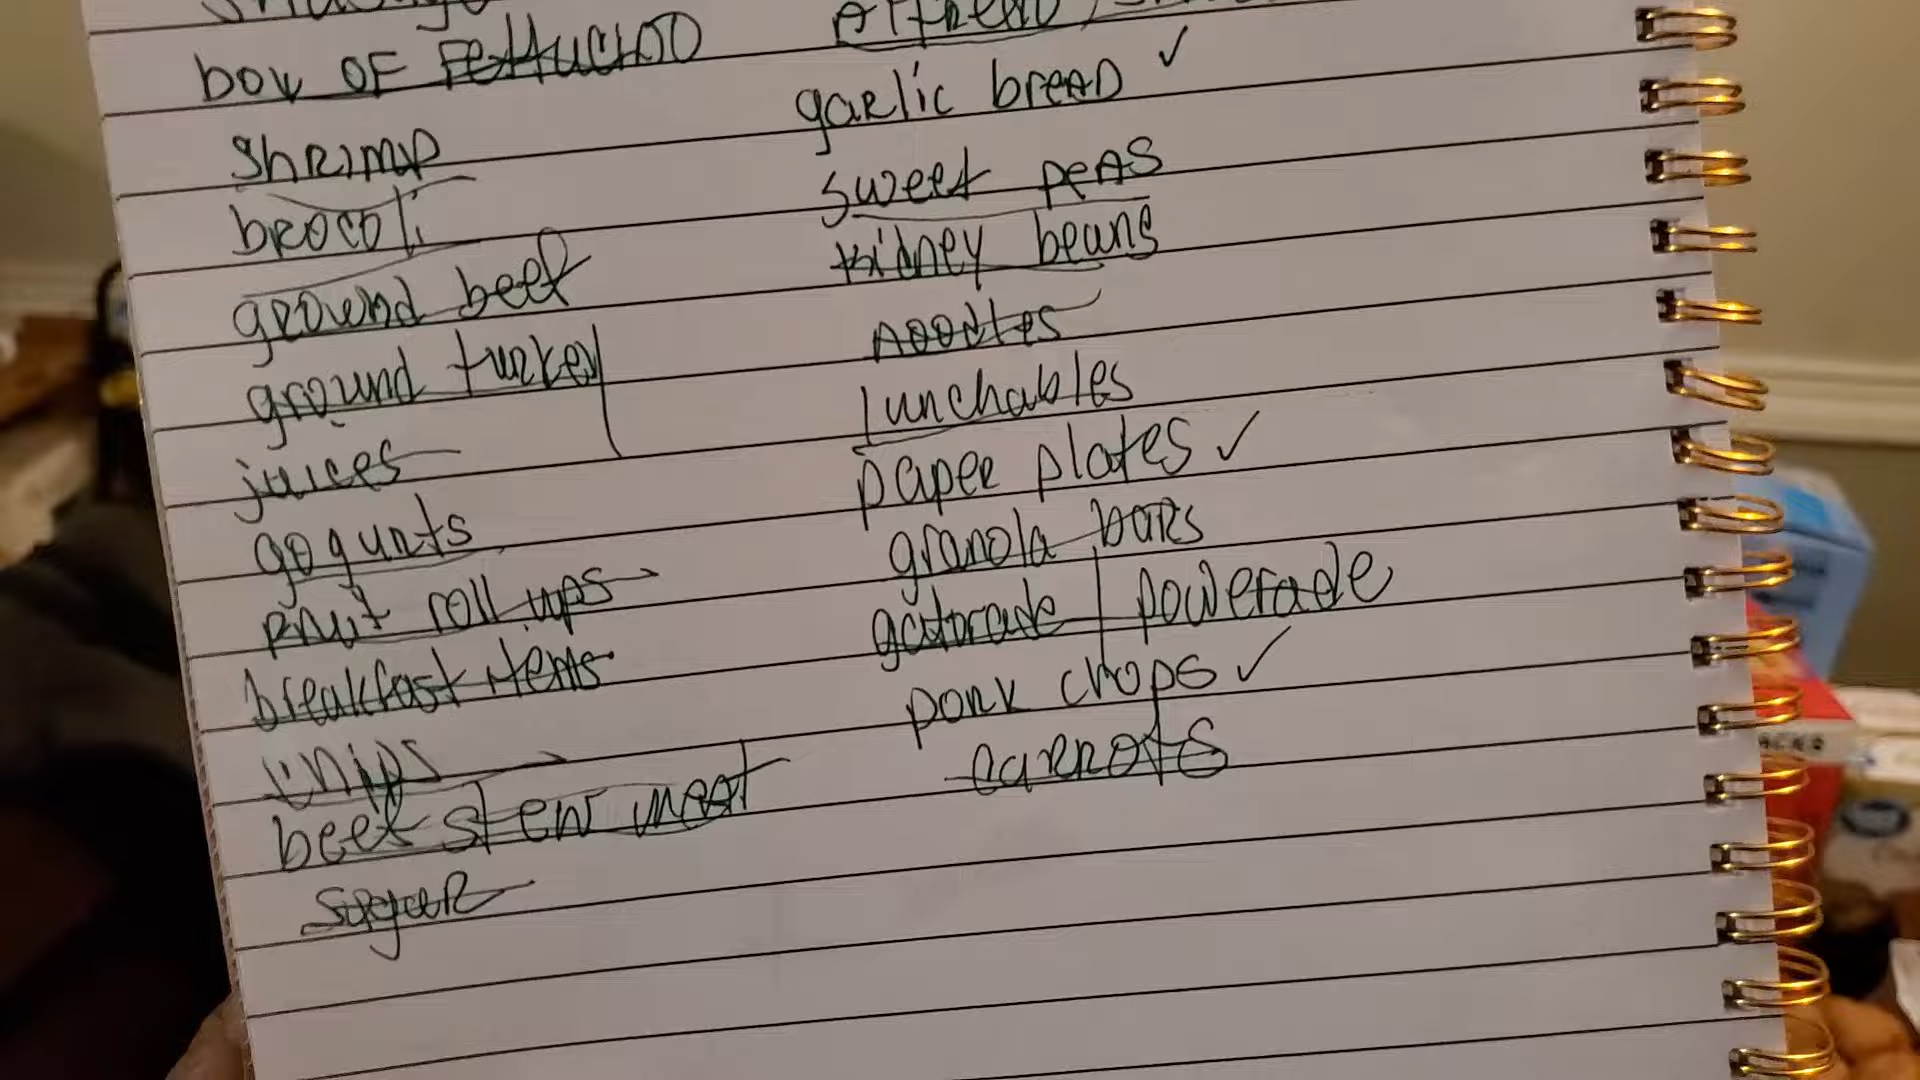 box OF Fettuccino
shrimp
brocoli
ground beef
ground turkey
juices
gogurts
fruit roll ups
breakfast items
chips
beef stew meat
sugar
Alfredo
garlic bread ✓
sweet peas
kidney beans
noodles
lunchables
paper plates ✓
granola bars
gatorade | powerade
pork chops ✓
carrots